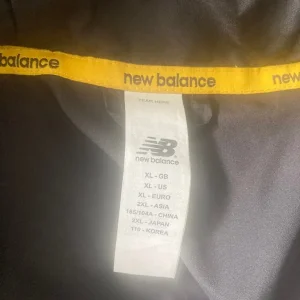 balance
new balance
new b
NB
new balance
XL - GB
XL - US
XL - EURO
2XL - ASIA
185/104A - CHINA
2XL - JAPAN
110 - KOREA